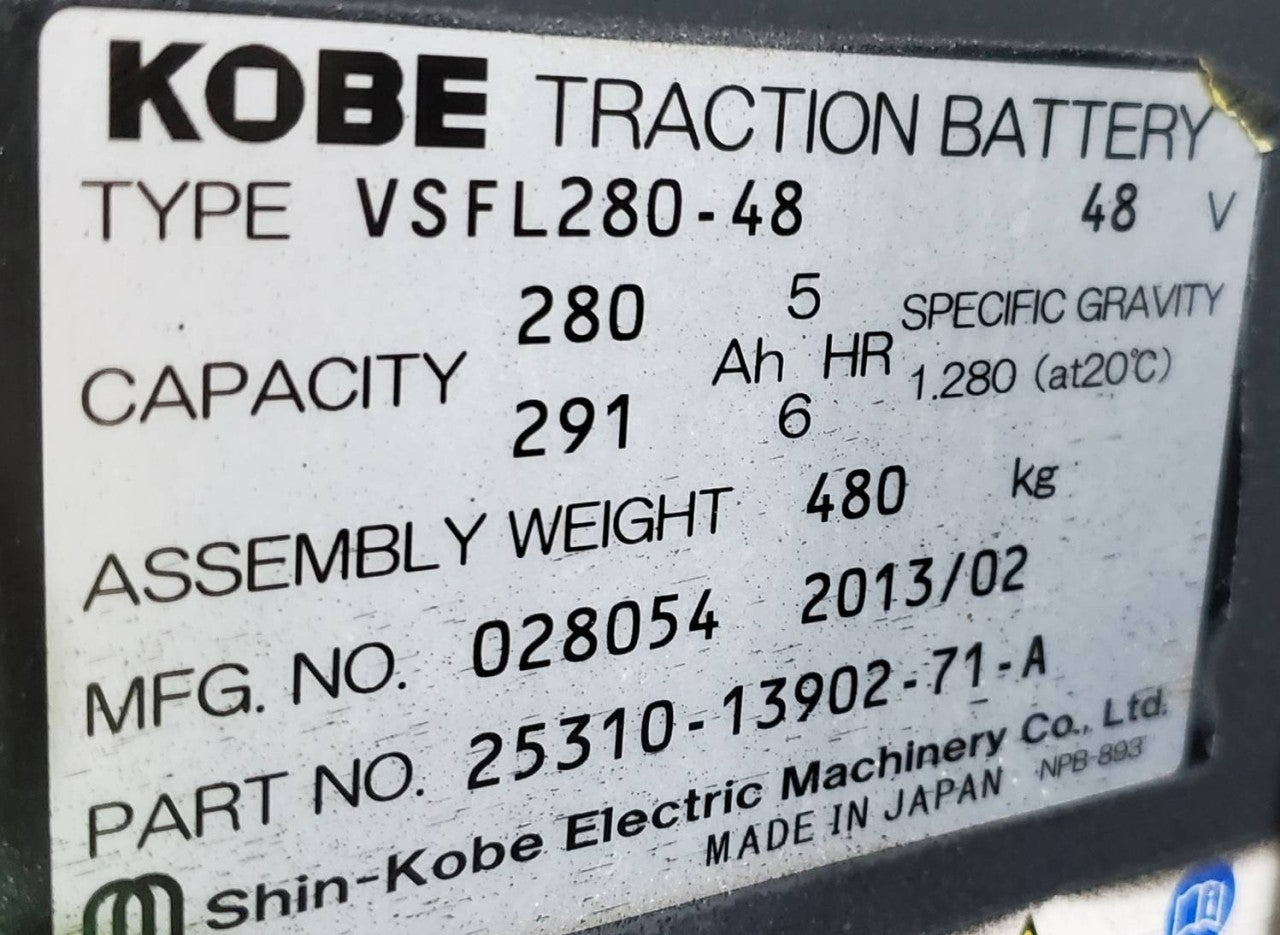 KOBE TRACTION BATTERY
TYPE VSFL280-48 48 V
280 5
CAPACITY Ah HR SPECIFIC GRAVITY
291 6 1.280 (at20℃)
ASSEMBLY WEIGHT 480 kg
MFG. NO. 028054 2013/02
PART NO. 25310-13902-71-A
Shin-Kobe Electric Machinery Co., Ltd.
MADE IN JAPAN NPB-893